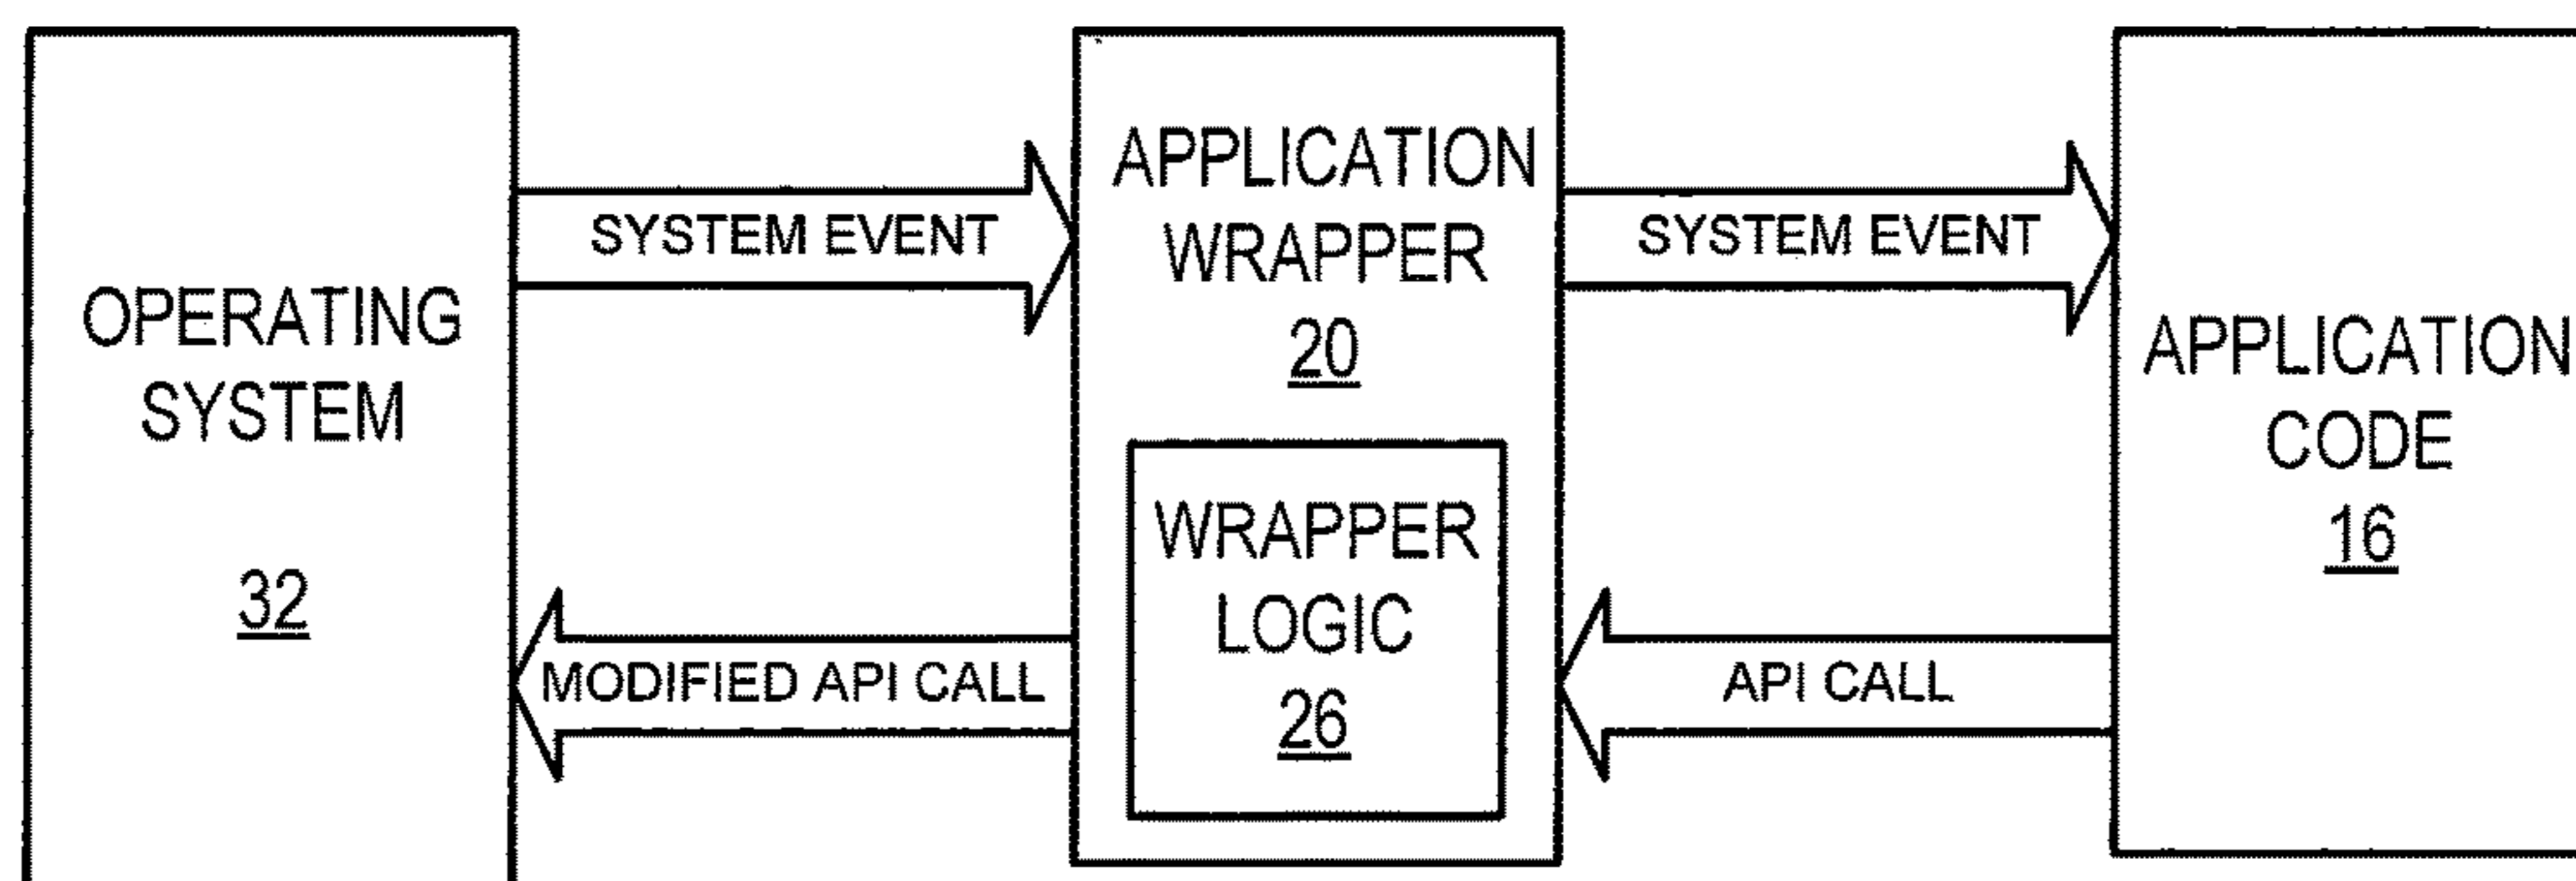 OPERATING
SYSTEM
32
SYSTEM EVENT
MODIFIED API CALL
APPLICATION
WRAPPER
20
WRAPPER
LOGIC
26
SYSTEM EVENT
API CALL
APPLICATION
CODE
16